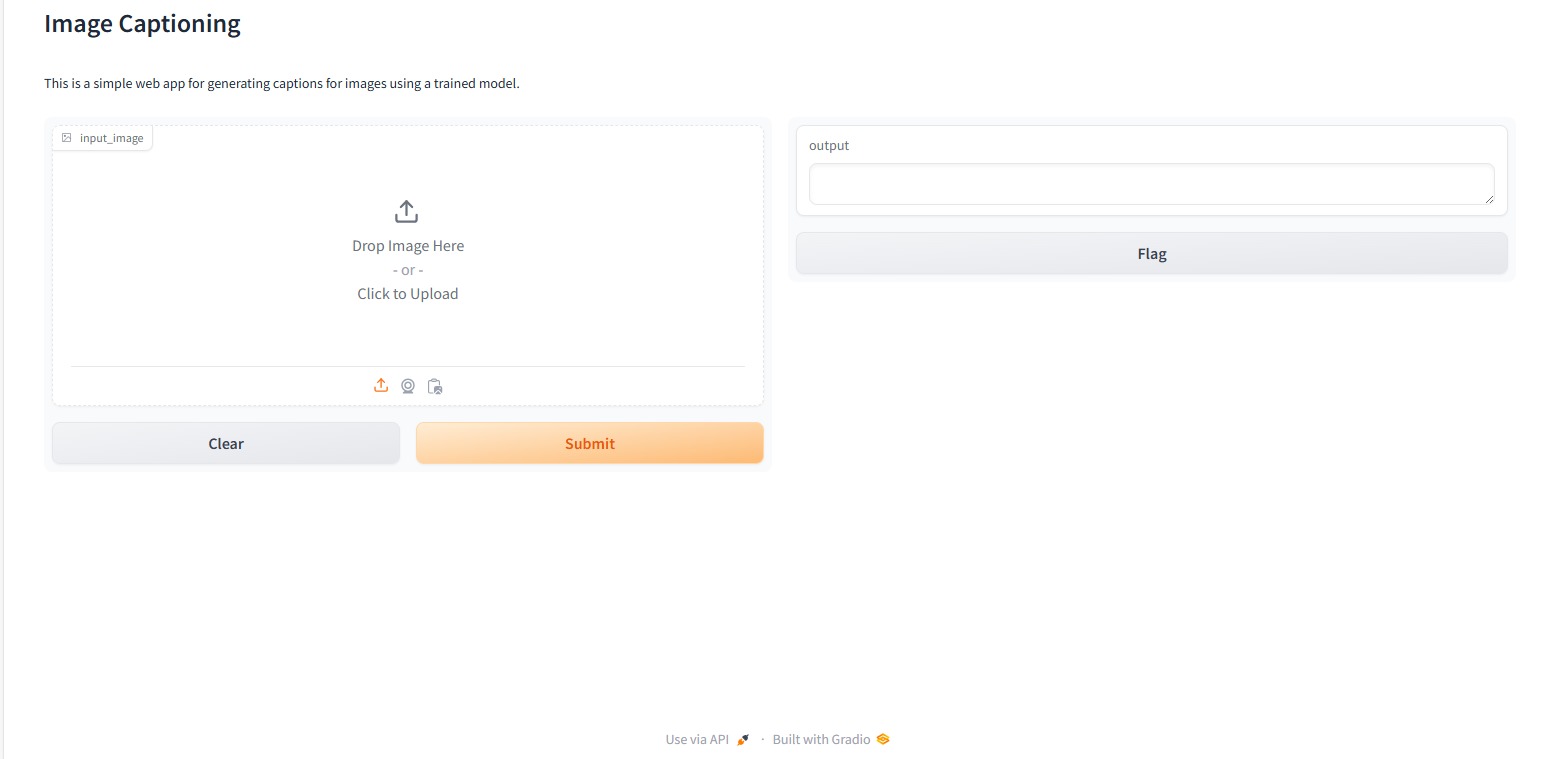 Image Captioning
This is a simple web app for generating captions for images using a trained model.
input_image
Drop Image Here
- or -
Click to Upload
Clear
Submit
output
Flag
Use via API · Built with Gradio